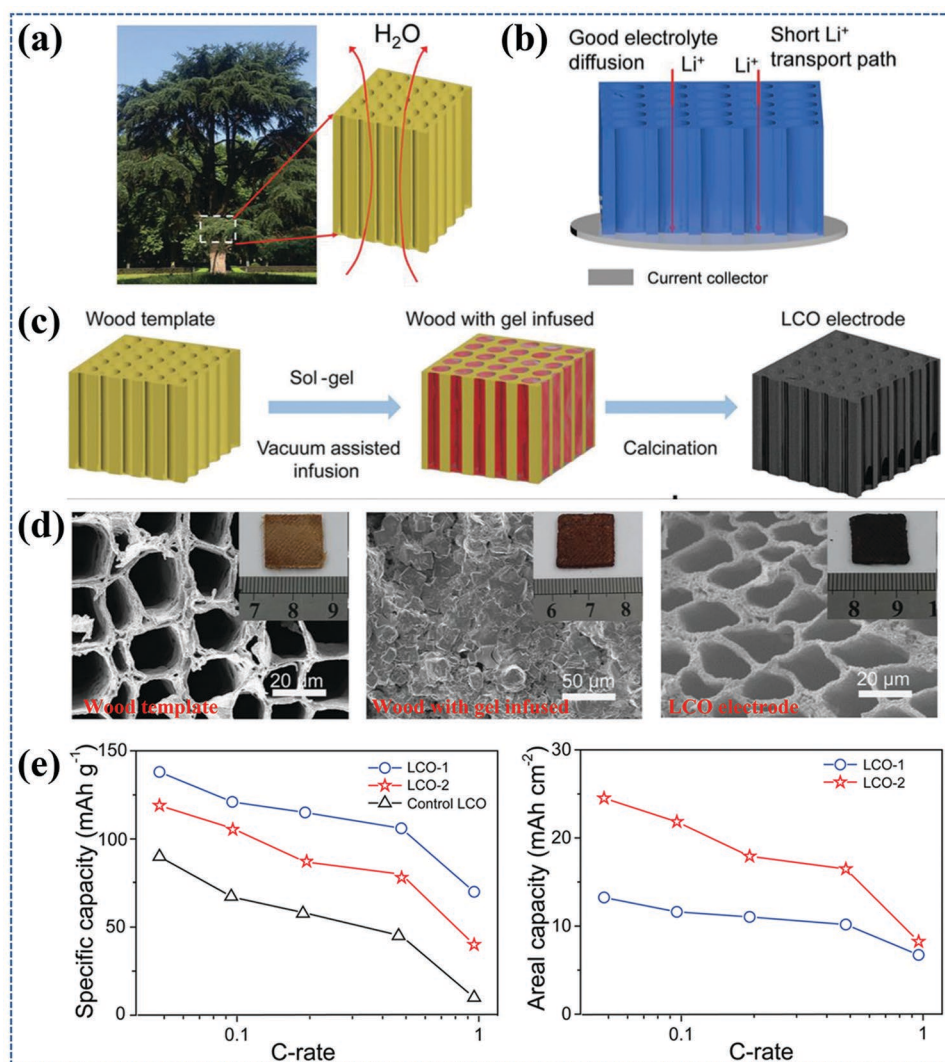 (a)
H₂O
(b)
Good electrolyte
diffusion
Li⁺
Li⁺
Short Li⁺
transport path
Current collector
(c)
Wood template
Sol-gel
Vacuum assisted
infusion
Wood with gel infused
Calcination
LCO electrode
(d)
7 8 9
20 μm
Wood template
6 7 8
50 μm
Wood with gel infused
8 9 1
20 μm
LCO electrode
(e)
Specific capacity (mAh g⁻¹)
150
100
50
0
0.1
1
C-rate
LCO-1
LCO-2
Control LCO
Areal capacity (mAh cm⁻²)
30
20
10
0
0.1
1
C-rate
LCO-1
LCO-2